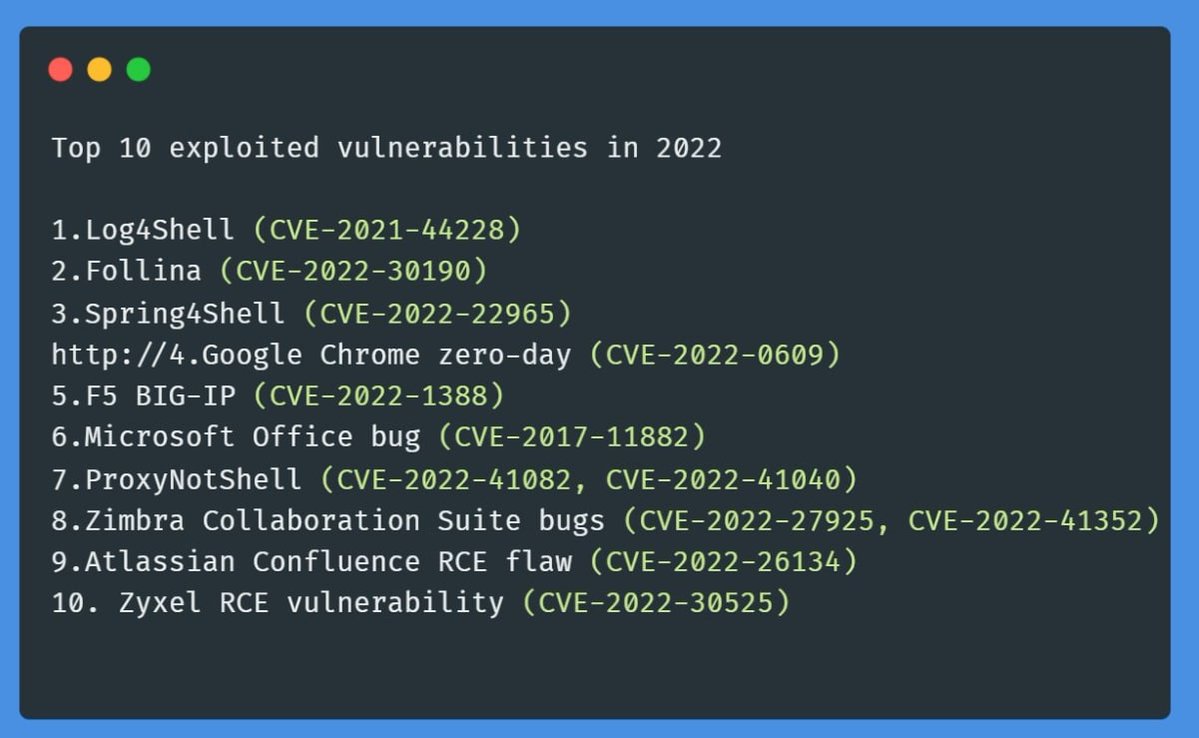 Top 10 exploited vulnerabilities in 2022
1.Log4Shell (CVE-2021-44228)
2.Follina (CVE-2022-30190)
3.Spring4Shell (CVE-2022-22965)
http://4.Google Chrome zero-day (CVE-2022-0609)
5.F5 BIG-IP (CVE-2022-1388)
6.Microsoft Office bug (CVE-2017-11882)
7.ProxyNotShell (CVE-2022-41082, CVE-2022-41040)
8.Zimbra Collaboration Suite bugs (CVE-2022-27925, CVE-2022-41352)
9.Atlassian Confluence RCE flaw (CVE-2022-26134)
10. Zyxel RCE vulnerability (CVE-2022-30525)